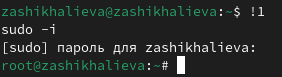 zashikhalieva@zashikhalieva:~$ !1
sudo -i
[sudo] пароль для zashikhalieva:
root@zashikhalieva:~#